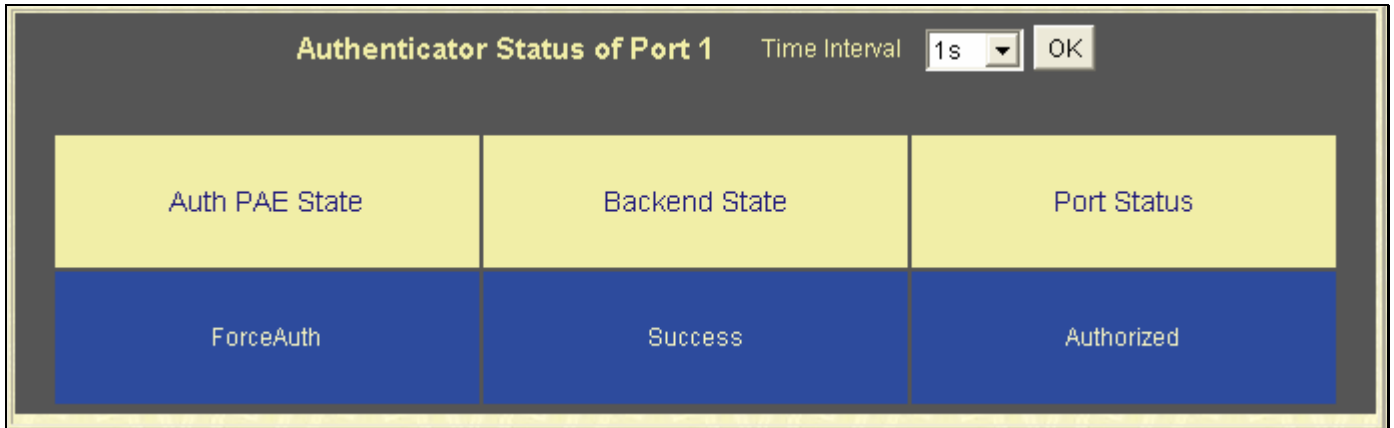 Authenticator Status of Port 1 Time Interval 1s OK
Auth PAE State Backend State Port Status
ForceAuth Success Authorized